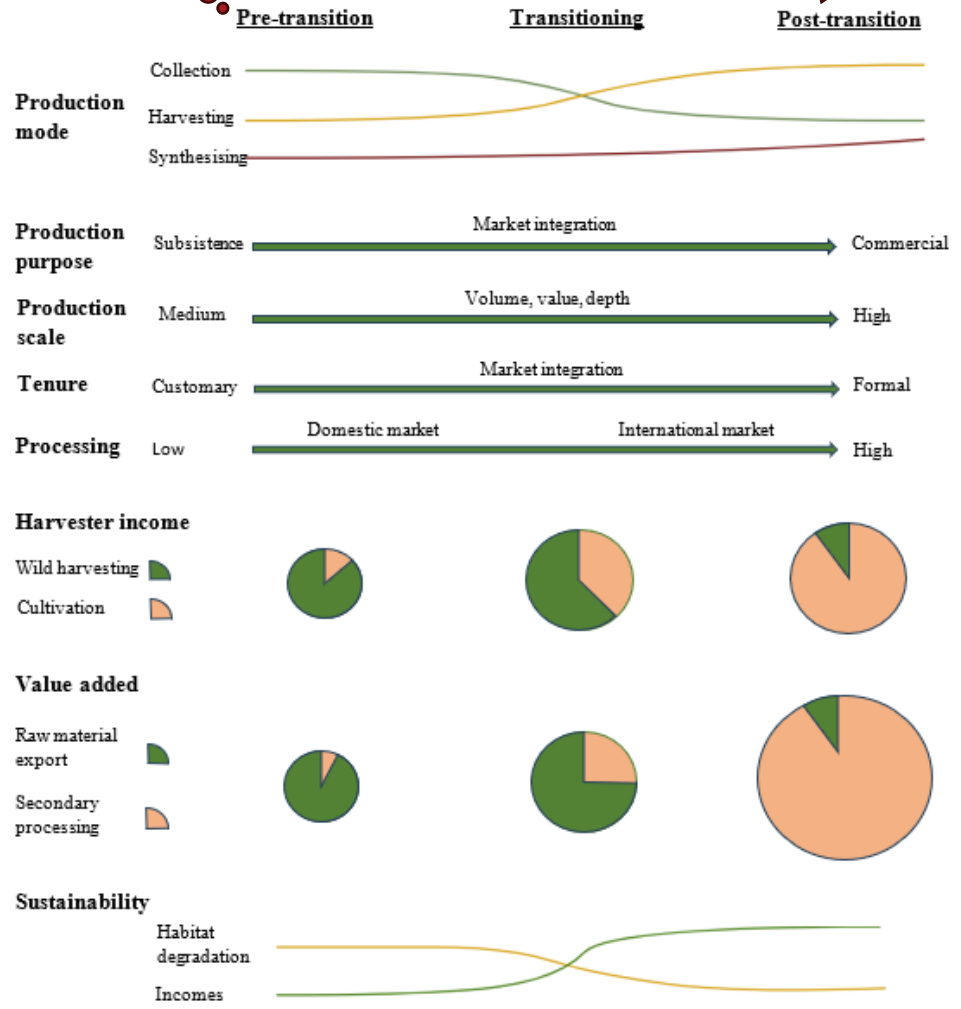 Pre-transition
Transitioning
Post-transition
Production
mode
Collection
Harvesting
Synthesising
Production
purpose
Subsistence
Market integration
Commercial
Production
scale
Medium
Volume, value, depth
High
Tenure
Customary
Market integration
Formal
Processing
Low
Domestic market
International market
High
Harvester income
Wild harvesting
Cultivation
Value added
Raw material
export
Secondary
processing
Sustainability
Habitat
degradation
Incomes